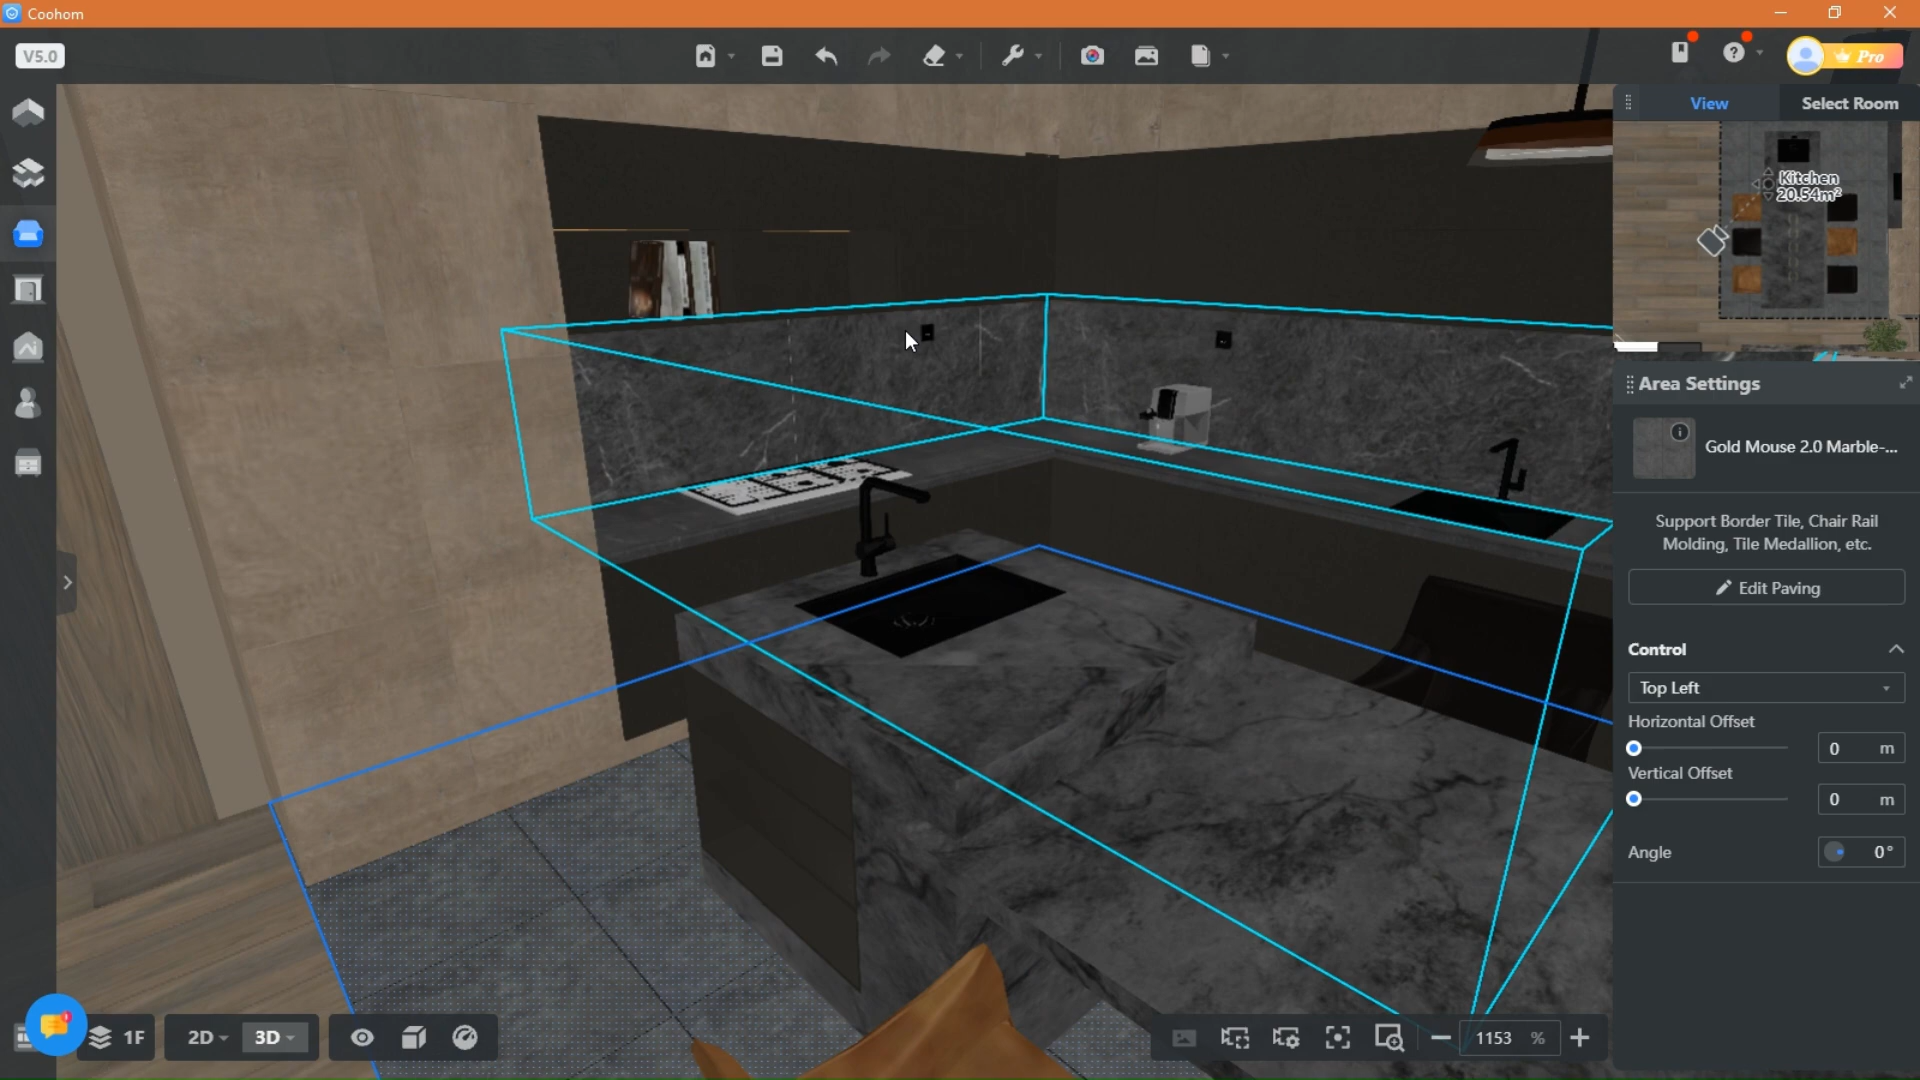 Coohom
V5.0
Pro
View
Select Room
Kitchen
20.54m²
Area Settings
Gold Mouse 2.0 Marble-...
Support Border Tile, Chair Rail
Molding, Tile Medallion, etc.
Edit Paving
Control
Top Left
Horizontal Offset
0 m
Vertical Offset
0 m
Angle
0°
1F
2D
3D
1153 %